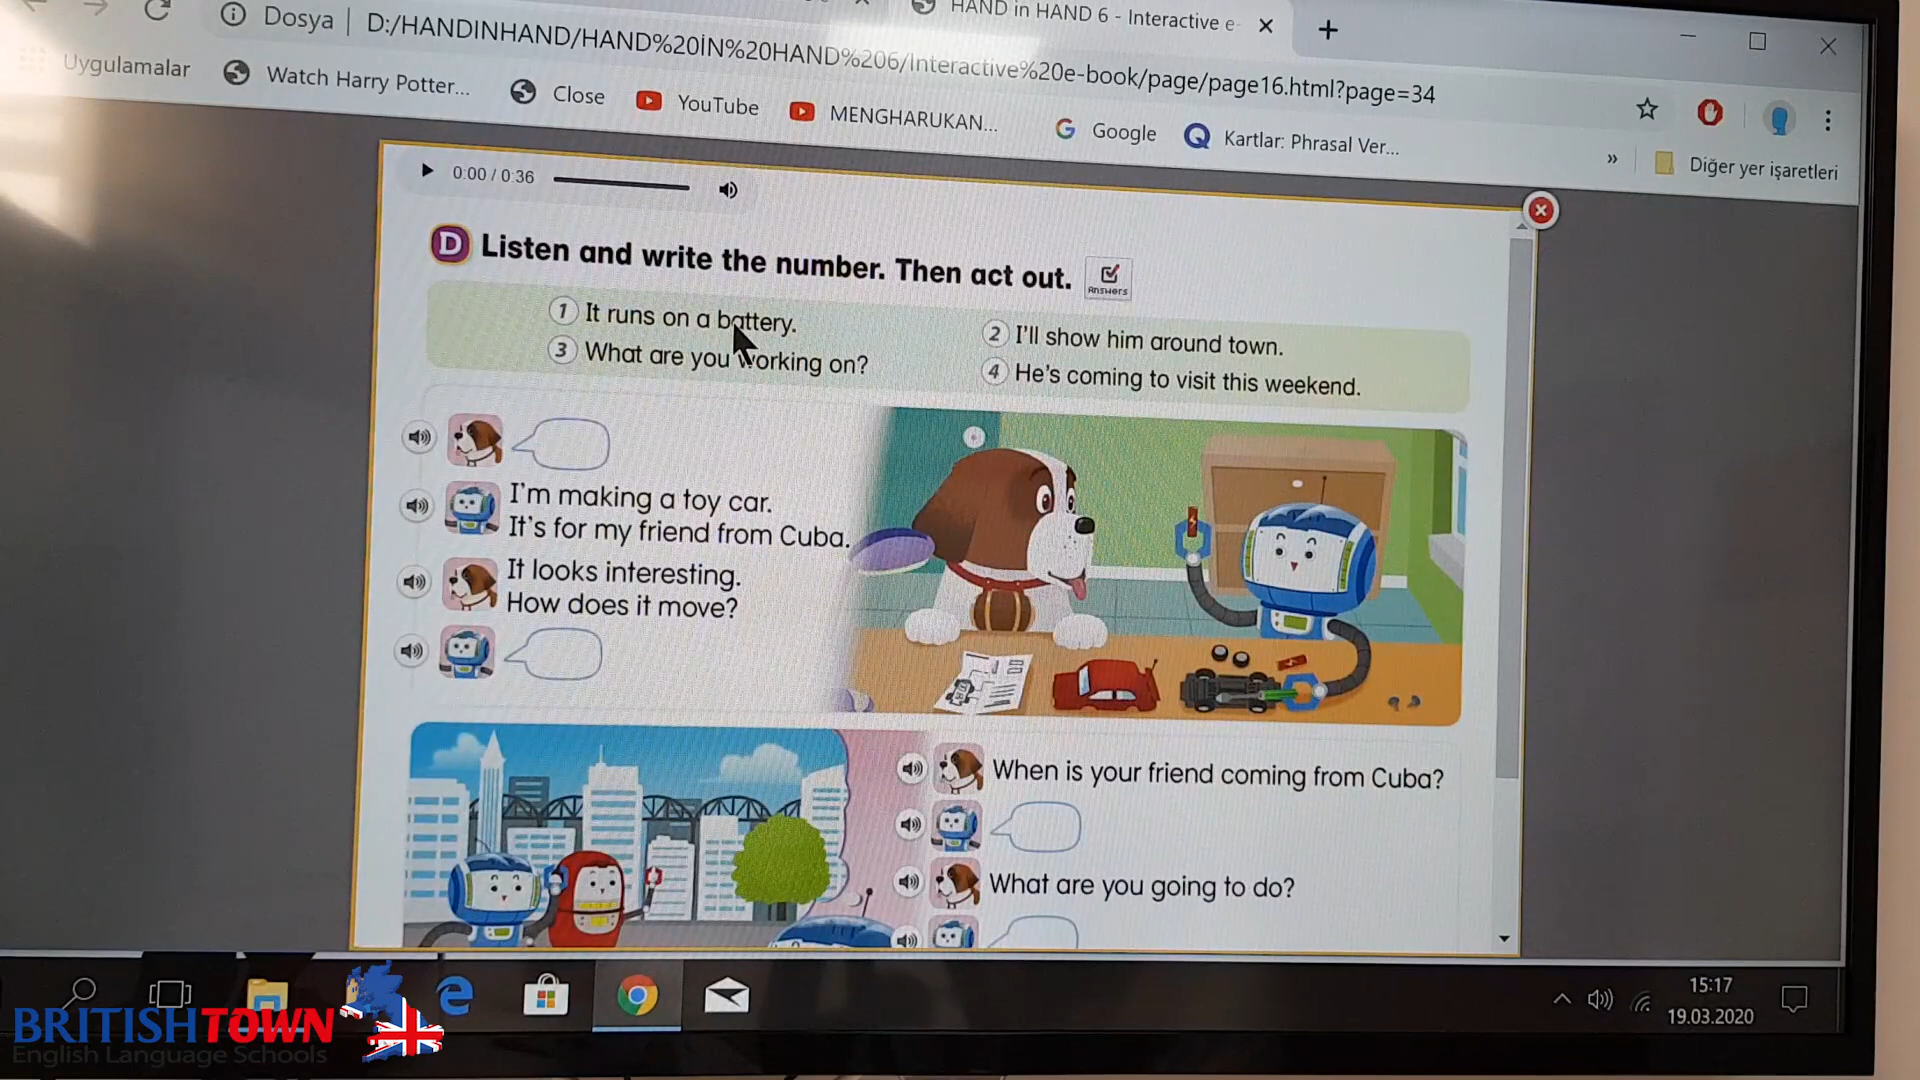 HAND in HAND 6 - Interactive e-
Dosya | D:/HANDINHAND/HAND%20İN%20HAND%206/Interactive%20e-book/page/page16.html?page=34
Uygulamalar
Watch Harry Potter...
Close
YouTube
MENGHARUKAN...
Google
Kartlar: Phrasal Ver...
»
Diğer yer işaretleri
0:00 / 0:36
D Listen and write the number. Then act out.
Answers
1 It runs on a battery.
2 I'll show him around town.
3 What are you working on?
4 He's coming to visit this weekend.
I'm making a toy car.
It's for my friend from Cuba.
It looks interesting.
How does it move?
When is your friend coming from Cuba?
What are you going to do?
15:17
19.03.2020
BRITISHTOWN
English Language Schools